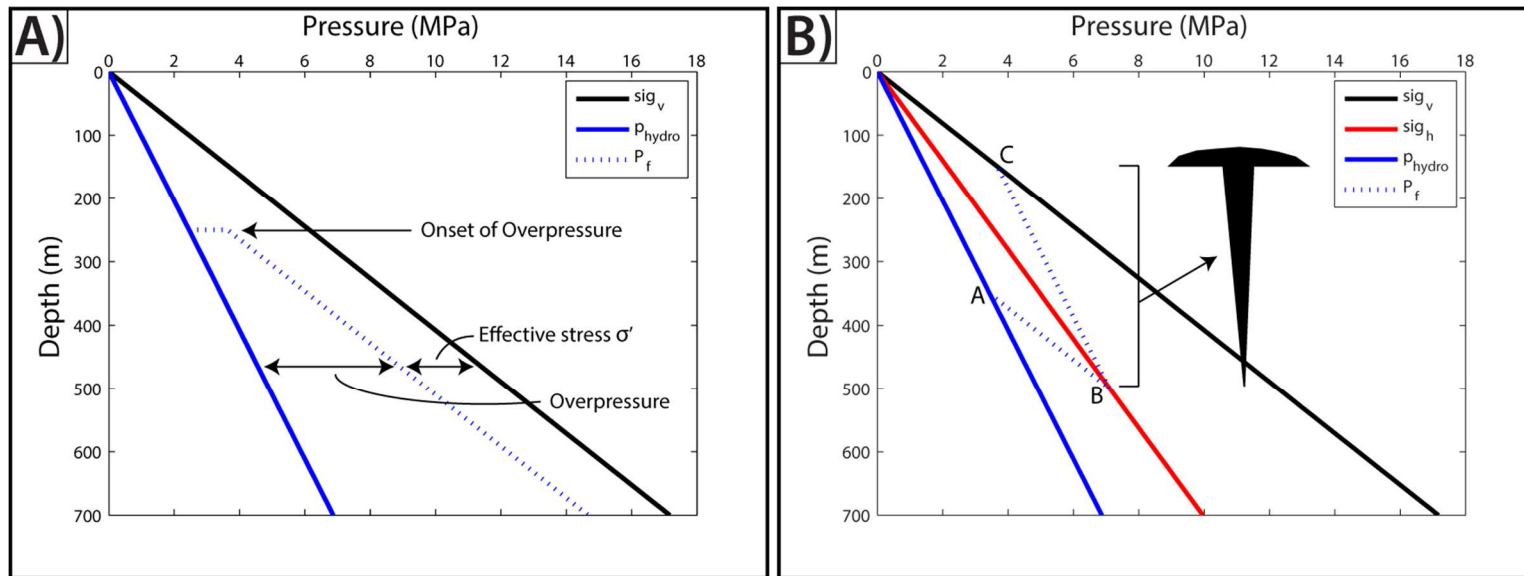 A)
Pressure (MPa)
0 2 4 6 8 10 12 14 16 18
Depth (m)
0
100
200
300
400
500
600
700
sig_v
p_hydro
P_f
Onset of Overpressure
Effective stress σ'
Overpressure
B)
Pressure (MPa)
0 2 4 6 8 10 12 14 16 18
Depth (m)
0
100
200
300
400
500
600
700
sig_v
sig_h
p_hydro
P_f
C
A
B